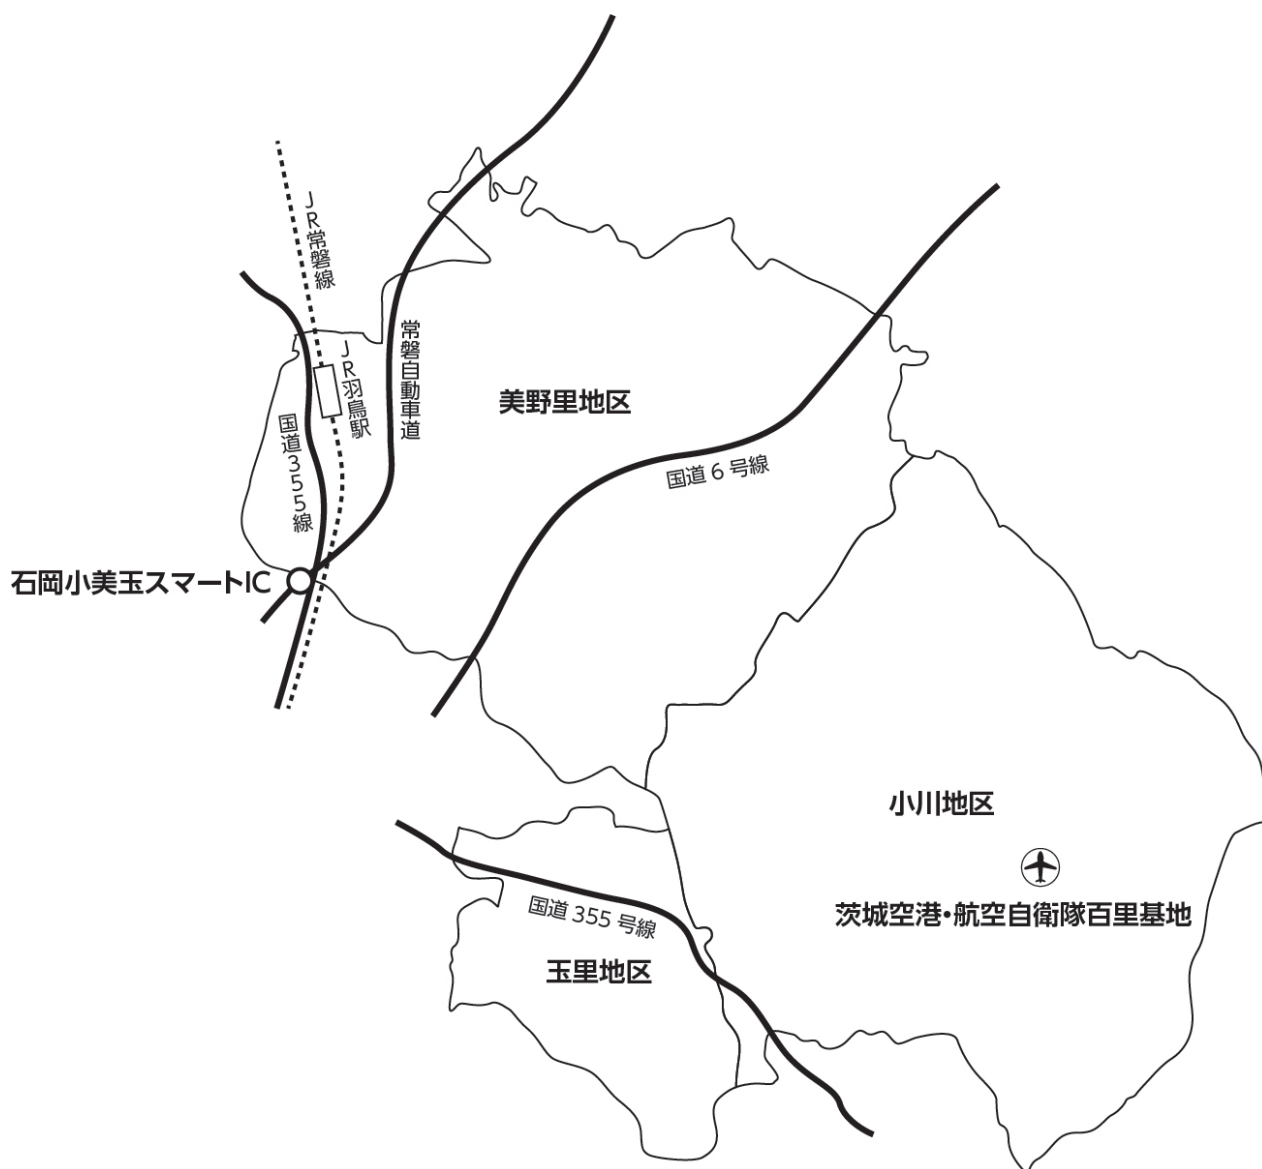 JR常磐線
JR羽鳥駅
常磐自動車道
美野里地区
国道355線
国道6号線
石岡小美玉スマートIC
小川地区
茨城空港・航空自衛隊百里基地
国道355号線
玉里地区